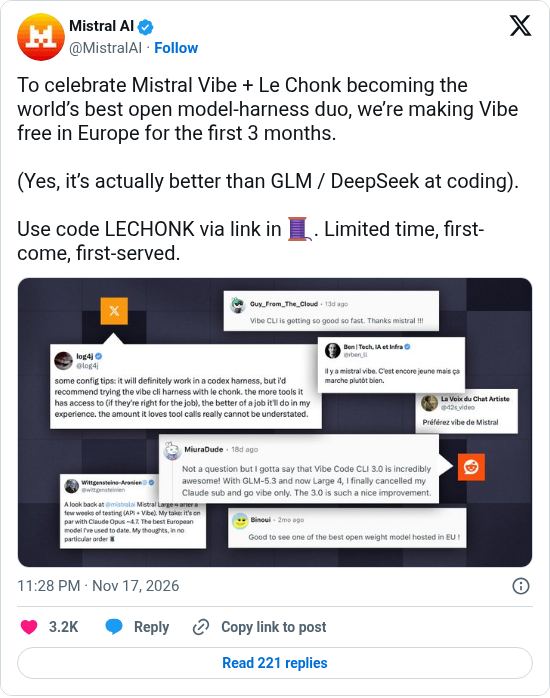 Mistral AI
@MistralAI · Follow
To celebrate Mistral Vibe + Le Chonk becoming the
world's best open model-harness duo, we're making Vibe
free in Europe for the first 3 months.
(Yes, it's actually better than GLM / DeepSeek at coding).
Use code LECHONK via link in 🧵. Limited time, first-
come, first-served.
Guy_From_The_Cloud · 13d ago
Vibe CLI is getting so good so fast. Thanks mistral !!!
log4j
@log4j
some config tips: it will definitely work in a codex harness, but i'd
recommend trying the vibe cli harness with le chonk. the more tools it
has access to (if they're right for the job), the better of a job it'll do in my
experience. the amount it loves tool calls really cannot be understated.
Ben | Tech, IA et Infra
@rben_ti
Il y a mistral vibe. C'est encore jeune mais ça
marche plutôt bien.
La Voix du Chat Artiste
@42s_video
Préférez vibe de Mistral
MiuraDude · 18d ago
Not a question but I gotta say that Vibe Code CLI 3.0 is incredibly
awesome! With GLM-5.3 and now Large 4, I finally cancelled my
Claude sub and go vibe only. The 3.0 is such a nice improvement.
Wittgensteino-Aronien
@wittgensteinien
A look back at @mistralai Mistral Large 4 after a
few weeks of testing (API + Vibe). My take: it's on
par with Claude Opus ~4.7. The best European
model I've used to date. My thoughts, in no
particular order
Binoui · 2mo ago
Good to see one of the best open weight model hosted in EU !
11:28 PM · Nov 17, 2026
3.2K
Reply
Copy link to post
Read 221 replies